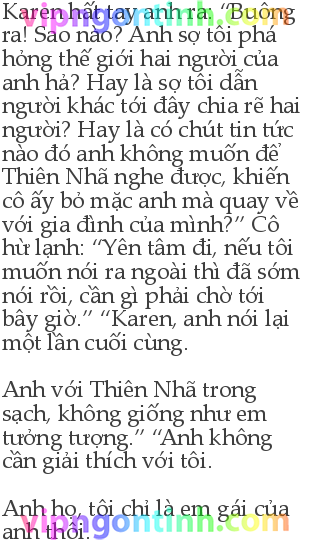 Karen hất tay anh ra: “Buông
ra! Sao nào? Anh sợ tôi phá
hỏng thế giới hai người của
anh hả? Hay là sợ tôi dẫn
người khác tới đây chia rẽ hai
người? Hay là có chút tin tức
nào đó anh không muốn để
Thiên Nhã nghe được, khiến
cô ấy bỏ mặc anh mà quay về
với gia đình của mình?” Cô
hừ lạnh: “Yên tâm đi, nếu tôi
muốn nói ra ngoài thì đã sớm
nói rồi, cần gì phải chờ tới
bây giờ.” “Karen, anh nói lại
một lần cuối cùng.
Anh với Thiên Nhã trong
sạch, không giống như em
tưởng tượng.” “Anh không
cần giải thích với tôi.
Anh họ, tôi chỉ là em gái của
anh thôi.
vipngontinh.com
vipngontinh.com